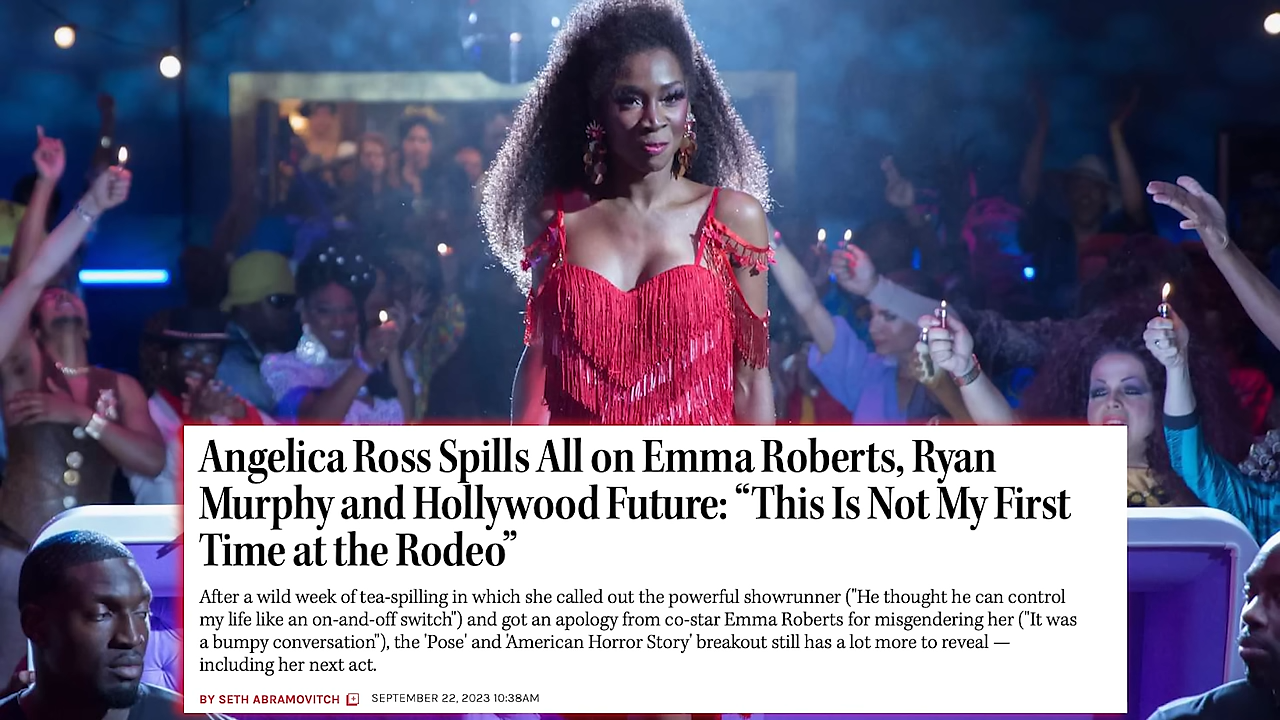 Angelica Ross Spills All on Emma Roberts, Ryan
Murphy and Hollywood Future: “This Is Not My First
Time at the Rodeo”
After a wild week of tea-spilling in which she called out the powerful showrunner ("He thought he can control
my life like an on-and-off switch") and got an apology from co-star Emma Roberts for misgendering her ("It was
a bumpy conversation"), the 'Pose' and 'American Horror Story' breakout still has a lot more to reveal —
including her next act.
BY SETH ABRAMOVITCH SEPTEMBER 22, 2023 10:38AM